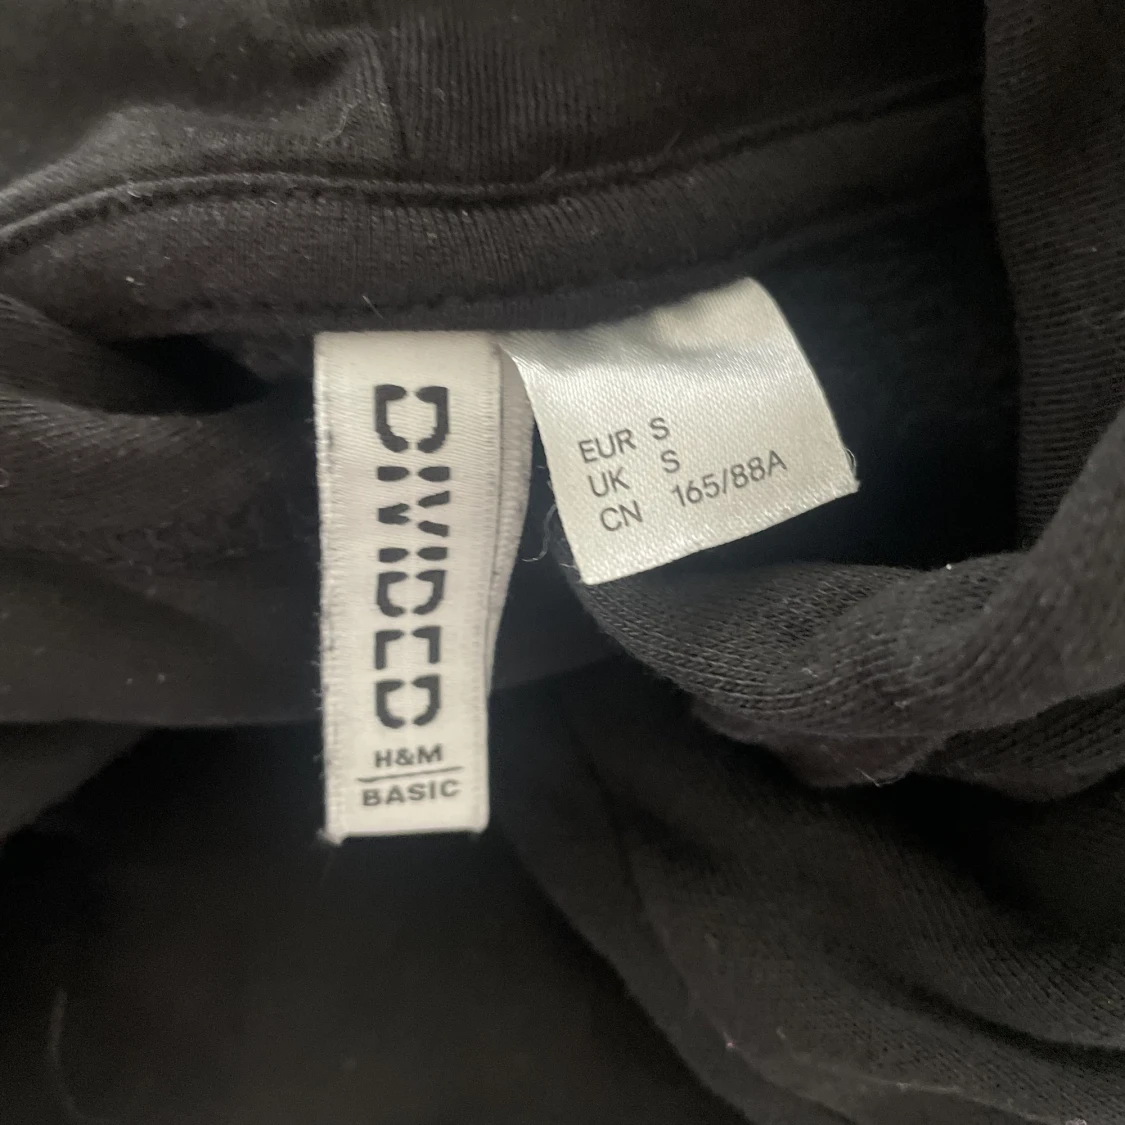 DIVIDED
H&M
BASIC
EUR S
UK S
CN 165/88A